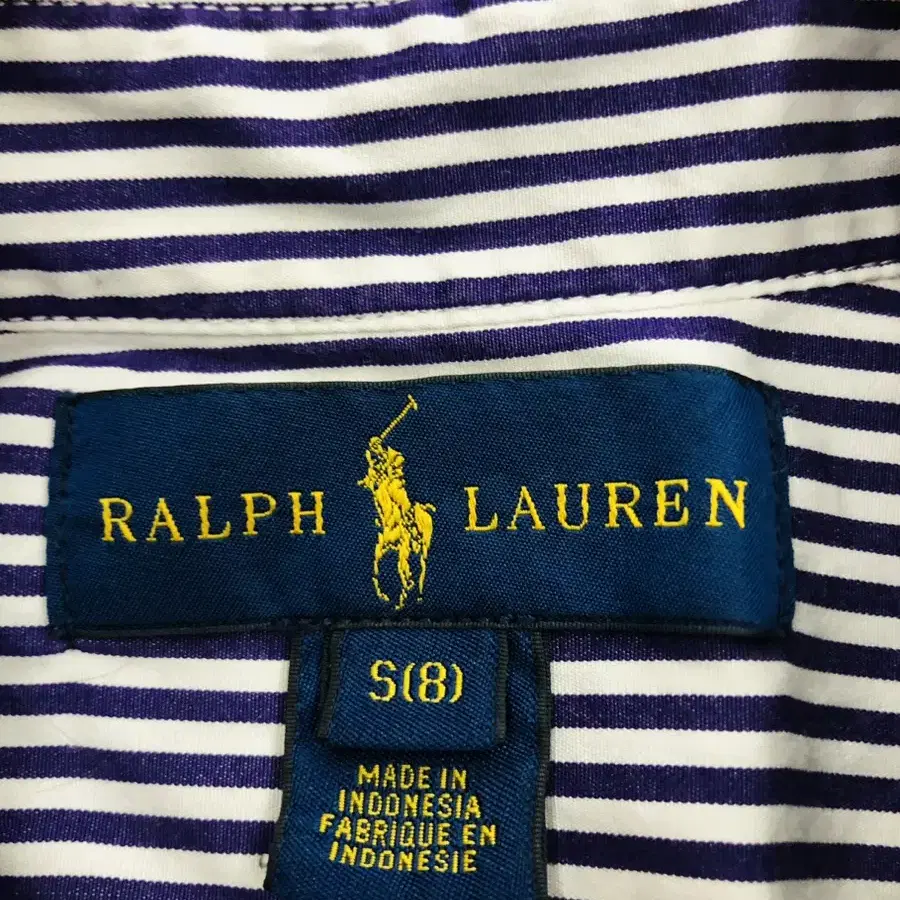 RALPH LAUREN
S(8)
MADE IN
INDONESIA
FABRIQUE EN
INDONÉSIE